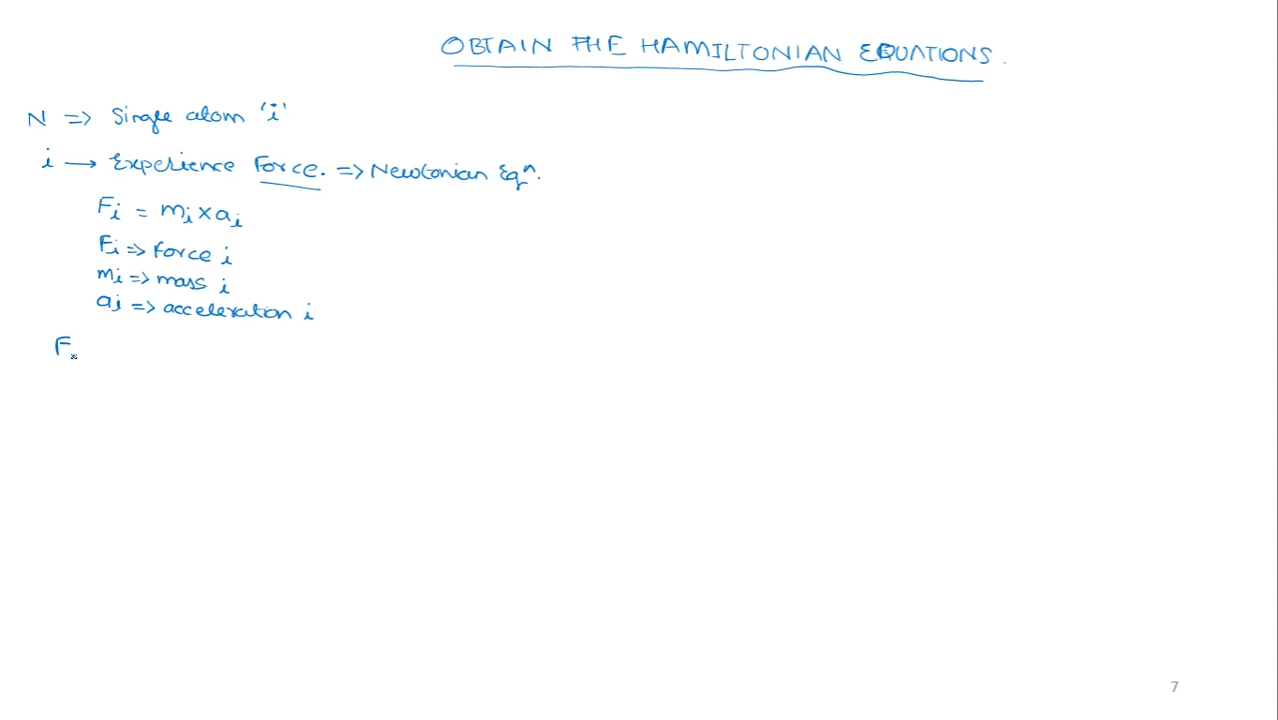 OBTAIN THE HAMILTONIAN EQUATIONS.
N => Single atom 'i'
i → Experience Force. => Newtonian Eqⁿ.
Fᵢ = mᵢ × aᵢ
Fᵢ => force i
mᵢ => mass i
aᵢ => acceleration i
F
7